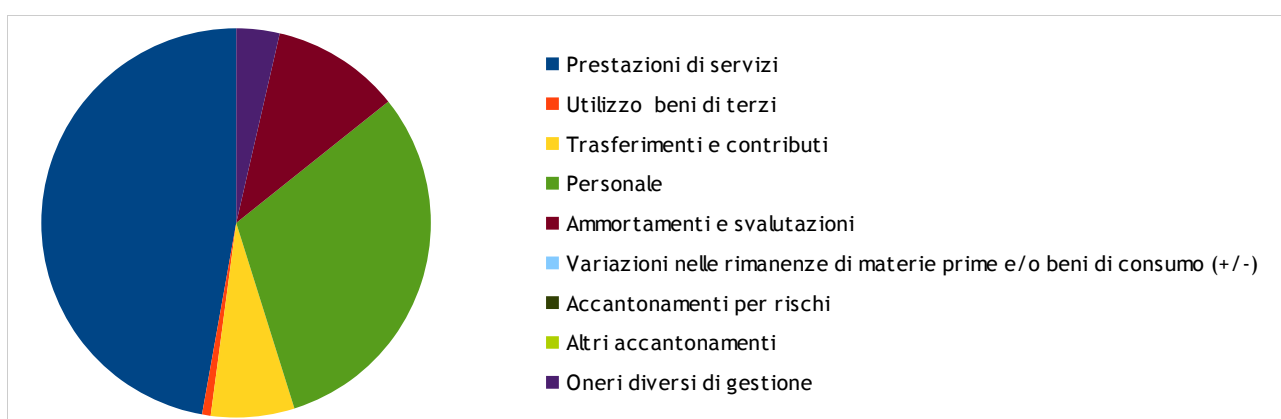 Prestazioni di servizi
Utilizzo beni di terzi
Trasferimenti e contributi
Personale
Ammortamenti e svalutazioni
Variazioni nelle rimanenze di materie prime e/o beni di consumo (+/-)
Accantonamenti per rischi
Altri accantonamenti
Oneri diversi di gestione